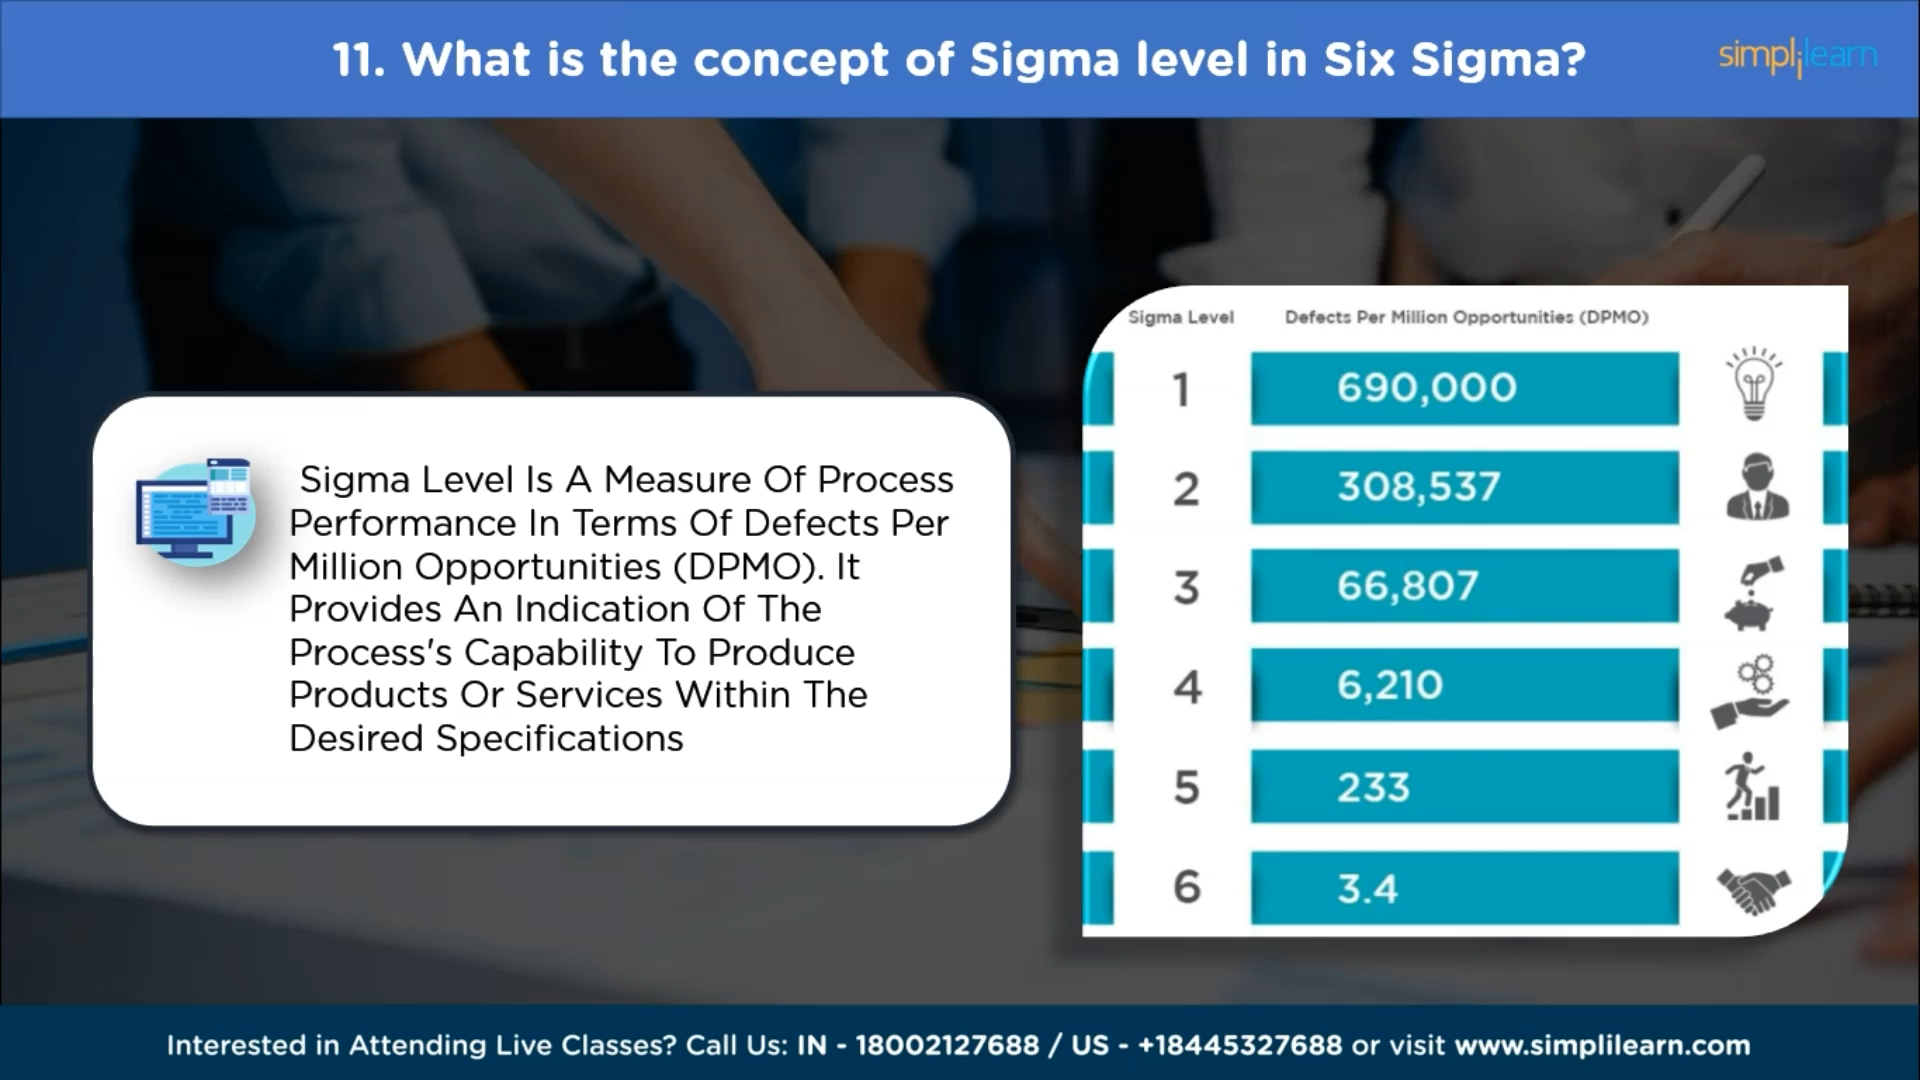 11. What is the concept of Sigma level in Six Sigma?
simplilearn
Sigma Level Is A Measure Of Process
Performance In Terms Of Defects Per
Million Opportunities (DPMO). It
Provides An Indication Of The
Process's Capability To Produce
Products Or Services Within The
Desired Specifications
Sigma Level Defects Per Million Opportunities (DPMO)
1 690,000
2 308,537
3 66,807
4 6,210
5 233
6 3.4
Interested in Attending Live Classes? Call Us: IN - 18002127688 / US - +18445327688 or visit www.simplilearn.com